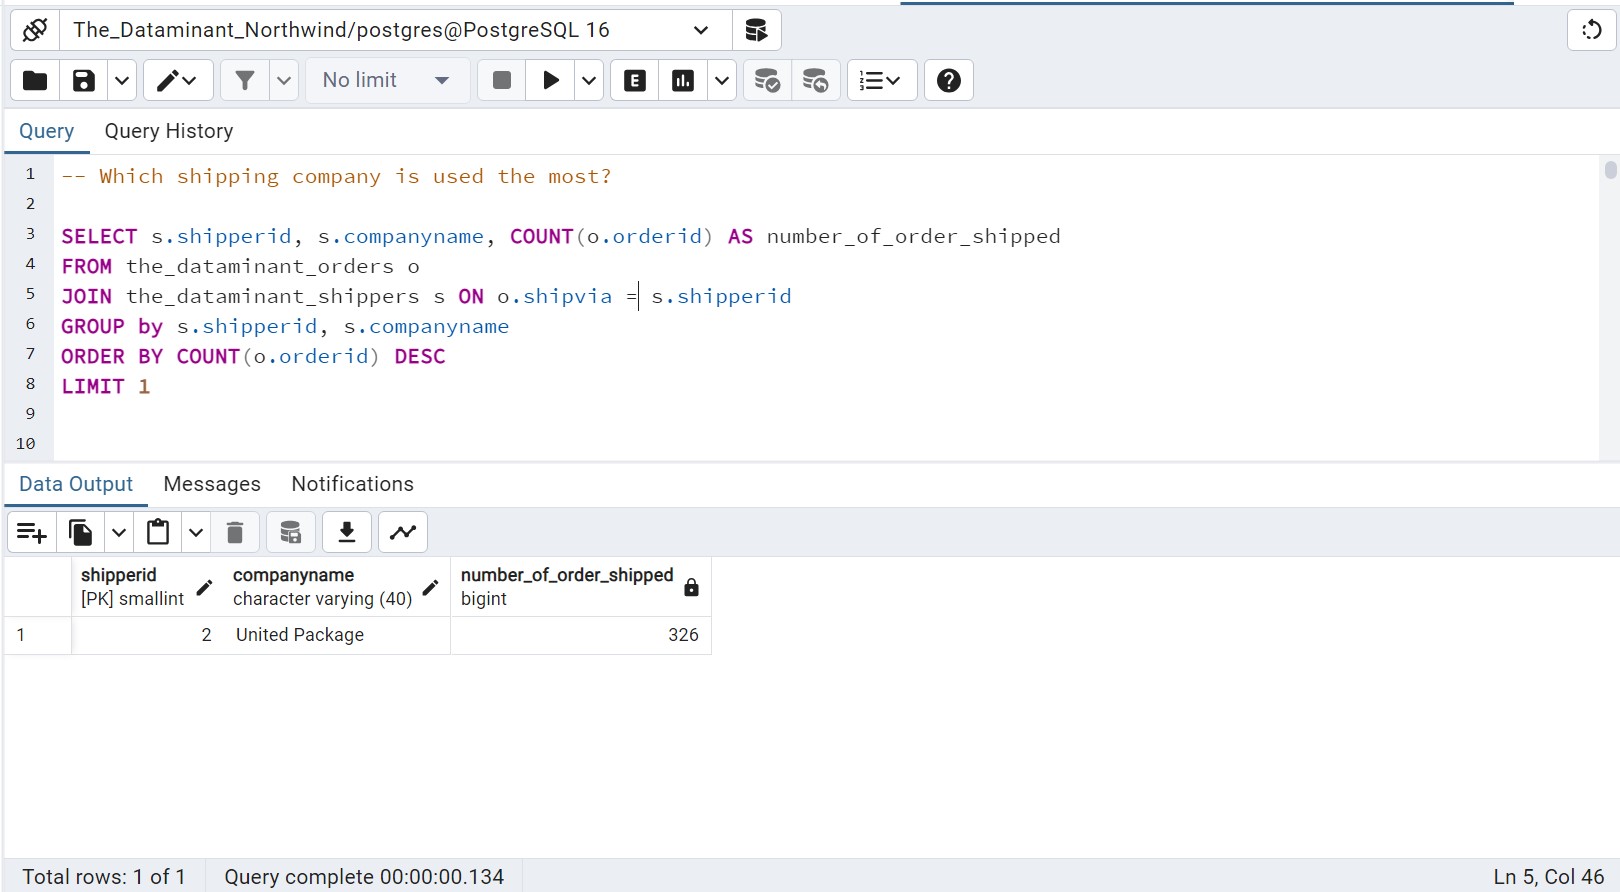 The_Dataminant_Northwind/postgres@PostgreSQL 16
No limit
E
Query Query History
1 -- Which shipping company is used the most?
2
3 SELECT s.shipperid, s.companyname, COUNT(o.orderid) AS number_of_order_shipped
4 FROM the_dataminant_orders o
5 JOIN the_dataminant_shippers s ON o.shipvia = s.shipperid
6 GROUP by s.shipperid, s.companyname
7 ORDER BY COUNT(o.orderid) DESC
8 LIMIT 1
9
10
Data Output Messages Notifications
shipperid companyname number_of_order_shipped
[PK] smallint character varying (40) bigint
1 2 United Package 326
Total rows: 1 of 1 Query complete 00:00:00.134 Ln 5, Col 46